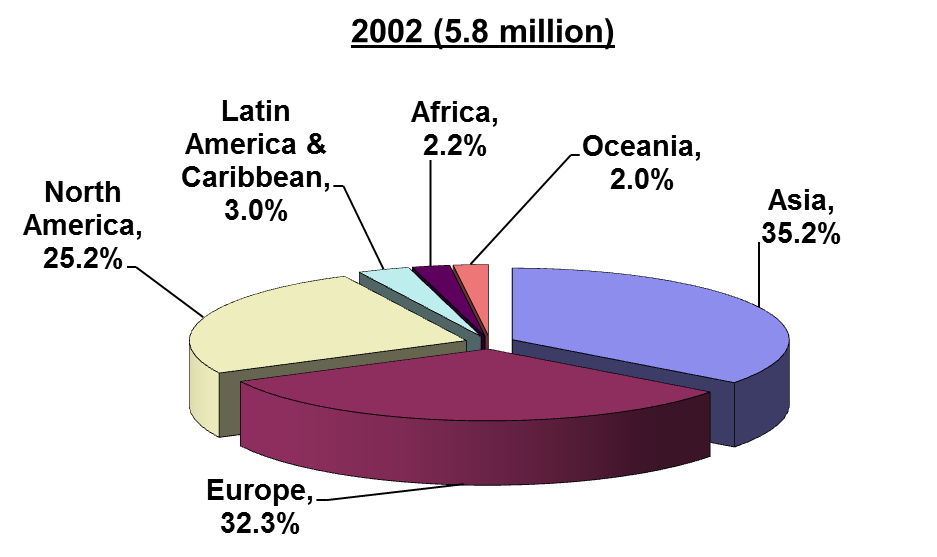 2002 (5.8 million)
Latin
America &
Caribbean,
3.0%
Africa,
2.2%
Oceania,
2.0%
North
America,
25.2%
Asia,
35.2%
Europe,
32.3%